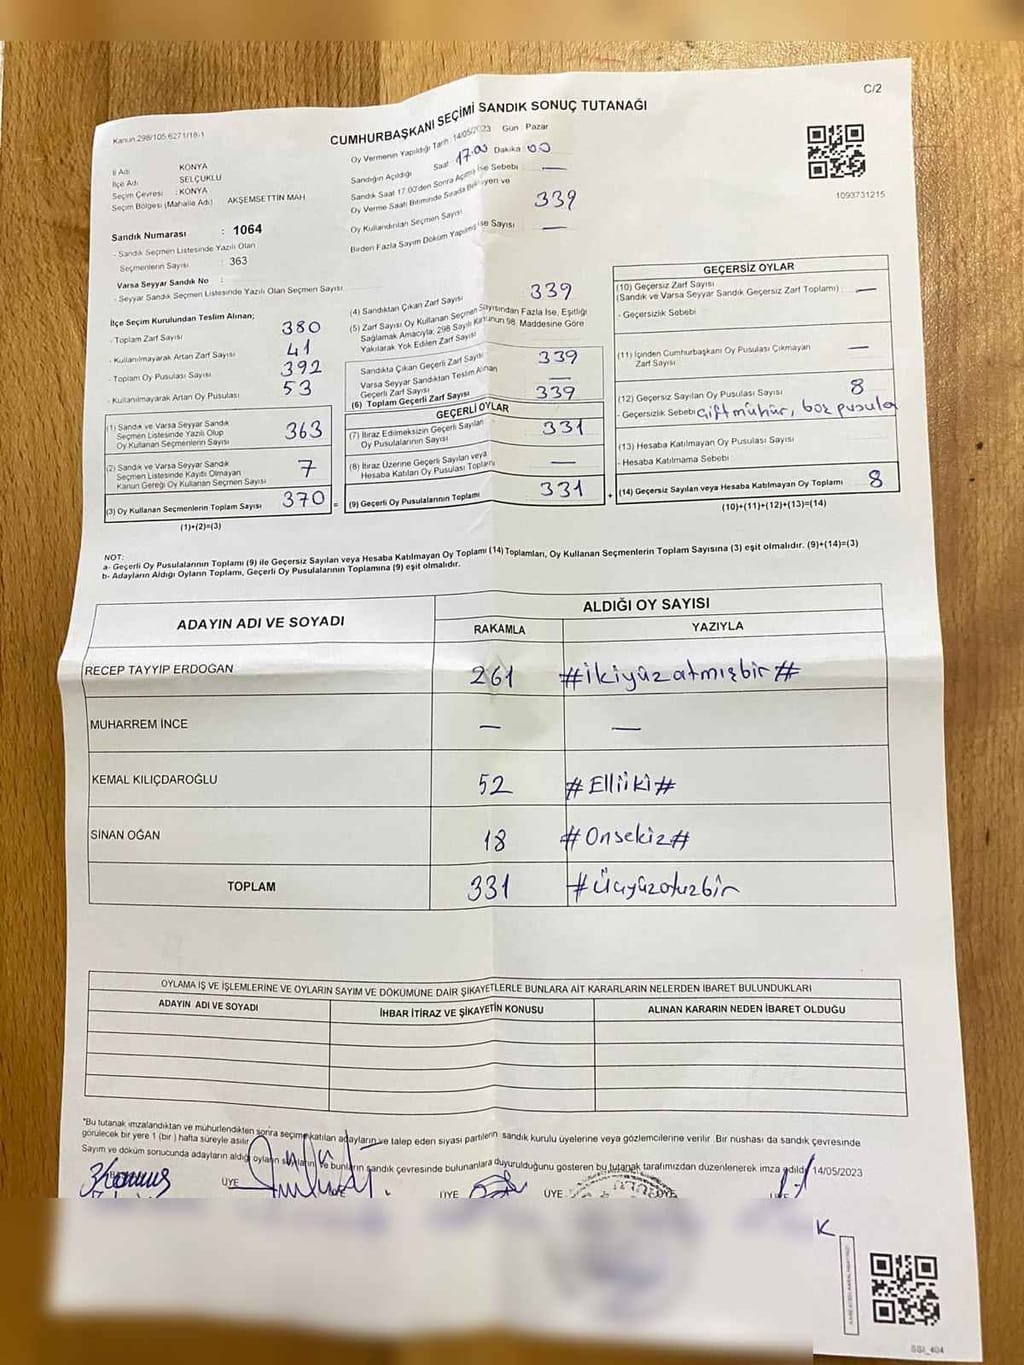 C/2
Kanun 298/105 6271/18-1
CUMHURBAŞKANI SEÇİMİ SANDIK SONUÇ TUTANAĞI
Oy Vermenin Yapıldığı Tarih 14/05/2023 Gün Pazar
Sandığın Açıldığı Saat 17.00 Dakika 00
Sandık Saat 17.00'den Sonra Açılmış ise Sebebi —
Oy Verme Saati Bitiminde Sırada Bekleyen ve
Oy Kullandırılan Seçmen Sayısı 339
Birden Fazla Sayım Döküm Yapılmış ise Sayısı —
1093731215
İl Adı KONYA
İlçe Adı SELÇUKLU
Seçim Çevresi : KONYA
Seçim Bölgesi (Mahalle Adı) AKŞEMSETTİN MAH
Sandık Numarası : 1064
- Sandık Seçmen Listesinde Yazılı Olan
Seçmenlerin Sayısı : 363
Varsa Seyyar Sandık No :
- Seyyar Sandık Seçmen Listesinde Yazılı Olan Seçmen Sayısı
İlçe Seçim Kurulundan Teslim Alınan;
- Toplam Zarf Sayısı 380
- Kullanılmayarak Artan Zarf Sayısı 41
- Toplam Oy Pusulası Sayısı 392
- Kullanılmayarak Artan Oy Pusulası 53
(1) Sandık ve Varsa Seyyar Sandık
Seçmen Listesinde Yazılı Olup
Oy Kullanan Seçmenlerin Sayısı 363
(2) Sandık ve Varsa Seyyar Sandık
Seçmen Listesinde Kayıtlı Olmayan
Kanun Gereği Oy Kullanan Seçmen Sayısı 7
(3) Oy Kullanan Seçmenlerin Toplam Sayısı 370 =
(1)+(2)=(3)
(4) Sandıktan Çıkan Zarf Sayısı 339
(5) Zarf Sayısı Oy Kullanan Seçmen Sayısından Fazla İse, Eşitliği
Sağlamak Amacıyla; 298 Sayılı Kanunun 98. Maddesine Göre
Yakılarak Yok Edilen Zarf Sayısı
Sandıkta Çıkan Geçerli Zarf Sayısı 339
Varsa Seyyar Sandıktan Teslim Alınan
Geçerli Zarf Sayısı —
(6) Toplam Geçerli Zarf Sayısı 339
GEÇERLİ OYLAR
(7) İtiraz Edilmeksizin Geçerli Sayılan
Oy Pusulalarının Sayısı 331
(8) İtiraz Üzerine Geçerli Sayılan veya
Hesaba Katılan Oy Pusulası Toplamı —
(9) Geçerli Oy Pusulalarının Toplamı 331 +
GEÇERSİZ OYLAR
(10) Geçersiz Zarf Sayısı
(Sandık ve Varsa Seyyar Sandık Geçersiz Zarf Toplamı) —
- Geçersizlik Sebebi
(11) İçinden Cumhurbaşkanı Oy Pusulası Çıkmayan
Zarf Sayısı —
(12) Geçersiz Sayılan Oy Pusulası Sayısı 8
- Geçersizlik Sebebi Çift mühür, boz pusula
(13) Hesaba Katılmayan Oy Pusulası Sayısı
- Hesaba Katılmama Sebebi
(14) Geçersiz Sayılan veya Hesaba Katılmayan Oy Toplamı 8
(10)+(11)+(12)+(13)=(14)
NOT:
a- Geçerli Oy Pusulalarının Toplamı (9) ile Geçersiz Sayılan veya Hesaba Katılmayan Oy Toplamı (14) Toplamları, Oy Kullanan Seçmenlerin Toplam Sayısına (3) eşit olmalıdır. (9)+(14)=(3)
b- Adayların Aldığı Oyların Toplamı, Geçerli Oy Pusulalarının Toplamına (9) eşit olmalıdır.
ADAYIN ADI VE SOYADI
ALDIĞI OY SAYISI
RAKAMLA YAZIYLA
RECEP TAYYIP ERDOĞAN 261 #İkiyüzatmışbir#
MUHARREM İNCE — —
KEMAL KILIÇDAROĞLU 52 #Elliiki#
SİNAN OĞAN 18 #Onsekiz#
TOPLAM 331 #Üçyüzotuzbir
OYLAMA İŞ VE İŞLEMLERİNE VE OYLARIN SAYIM VE DÖKÜMÜNE DAİR ŞİKAYETLERLE BUNLARA AİT KARARLARIN NELERDEN İBARET BULUNDUKLARI
ADAYIN ADI VE SOYADI İHBAR İTİRAZ VE ŞİKAYETİN KONUSU ALINAN KARARIN NEDEN İBARET OLDUĞU
*Bu tutanak imzalandıktan ve mühürlendikten sonra seçime katılan adayların ve talep eden siyasi partilerin sandık kurulu üyelerine veya gözlemcilerine verilir. Bir nüshası da sandık çevresinde
görülecek bir yere 1 (bir) hafta süreyle asılır.
Sayım ve döküm sonucunda adayların aldığı oyların ve bunların sandık çevresinde bulunanlara duyurulduğunu gösteren bu tutanak tarafımızdan düzenlenerek imza edildi 14/05/2023
ÜYE ÜYE ÜYE ÜYE
K
SSİ_404